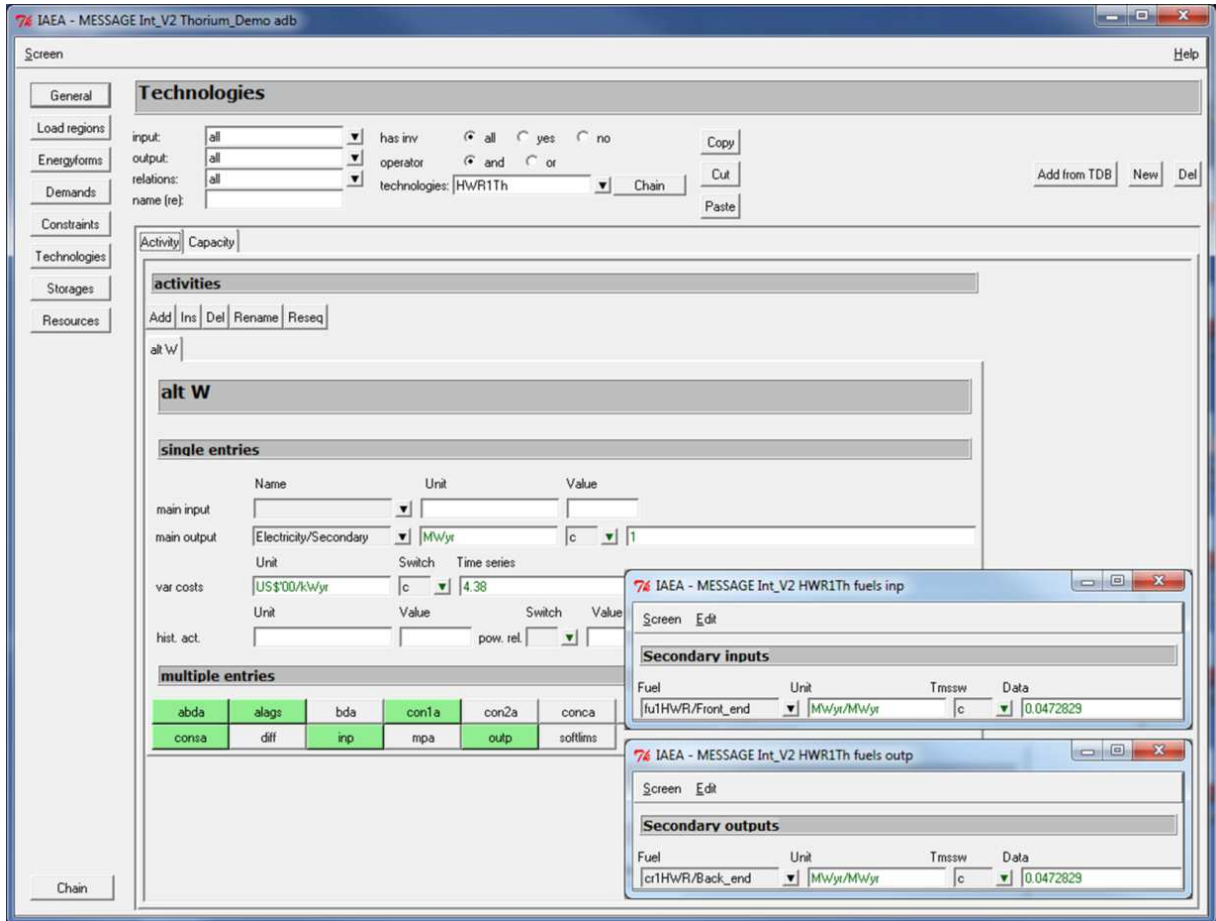 IAEA - MESSAGE Int_V2 Thorium_Demo adb
Screen Help
General
Load regions
Energyforms
Demands
Constraints
Technologies
Storages
Resources
Chain
Technologies
input: all has inv all yes no Copy
output: all operator and or
relations: all technologies: HWR1Th Chain Cut Add from TDB New Del
name (re): Paste
Activity Capacity
activities
Add Ins Del Rename Reseq
alt W
alt W
single entries
Name Unit Value
main input
main output Electricity/Secondary MWyr c 1
Unit Switch Time series
var costs US$'00/kWyr c 4.38
Unit Value Switch Value
hist. act. pow. rel.
multiple entries
abda alags bda con1a con2a conca
consa diff inp mpa outp softlims
IAEA - MESSAGE Int_V2 HWR1Th fuels inp
Screen Edit
Secondary inputs
Fuel Unit Tmssw Data
fu1HWR/Front_end MWyr/MWyr c 0.0472829
IAEA - MESSAGE Int_V2 HWR1Th fuels outp
Screen Edit
Secondary outputs
Fuel Unit Tmssw Data
cr1HWR/Back_end MWyr/MWyr c 0.0472829